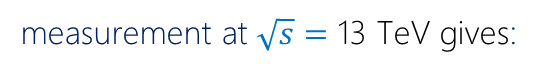 measurement at √s = 13 TeV gives: